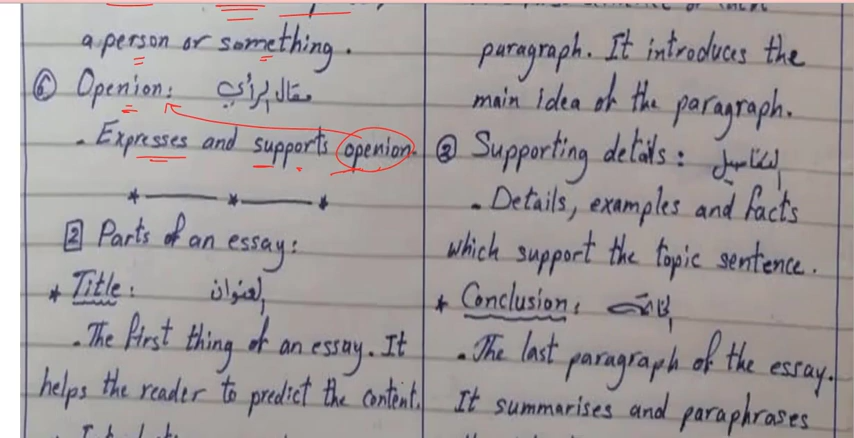 a person or something.
⑥ Openion: مقال الرأي
. Expresses and supports openion.
2 Parts of an essay:
* Title: العنوان
. The first thing of an essay. It
helps the reader to predict the content.
paragraph. It introduces the
main idea of the paragraph.
③ Supporting details: التفاصيل
. Details, examples and facts
which support the topic sentence.
* Conclusion: الخاتمة
. The last paragraph of the essay.
It summarises and paraphrases